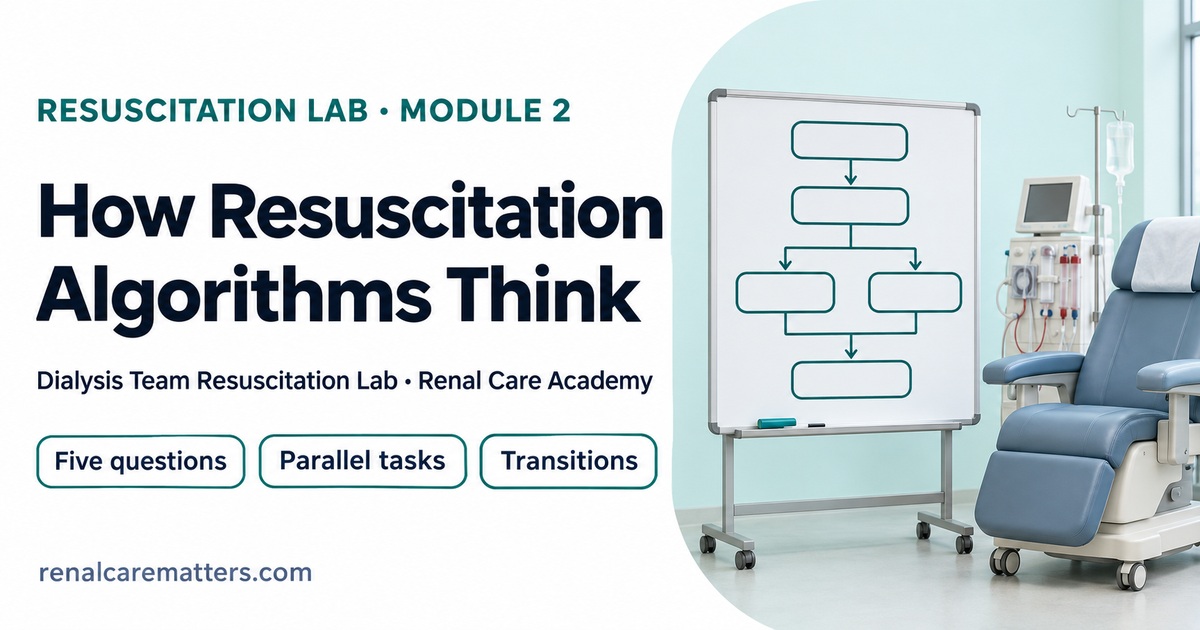 RESUSCITATION LAB • MODULE 2
How Resuscitation
Algorithms Think
Dialysis Team Resuscitation Lab • Renal Care Academy
Five questions
Parallel tasks
Transitions
renalcarematters.com